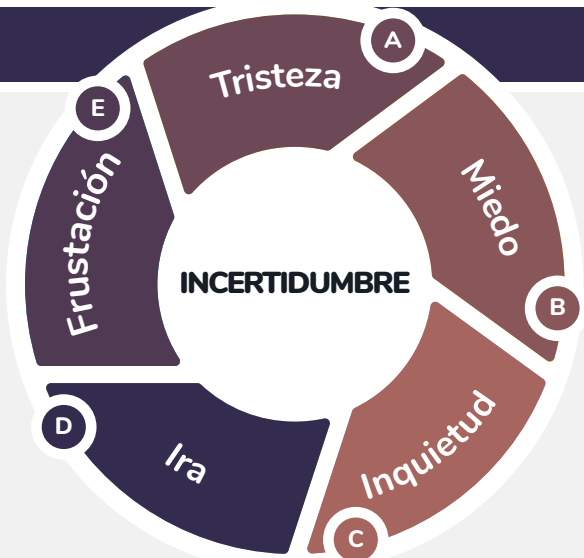 A
Tristeza
B
Miedo
C
Inquietud
D
Ira
E
Frustación
INCERTIDUMBRE